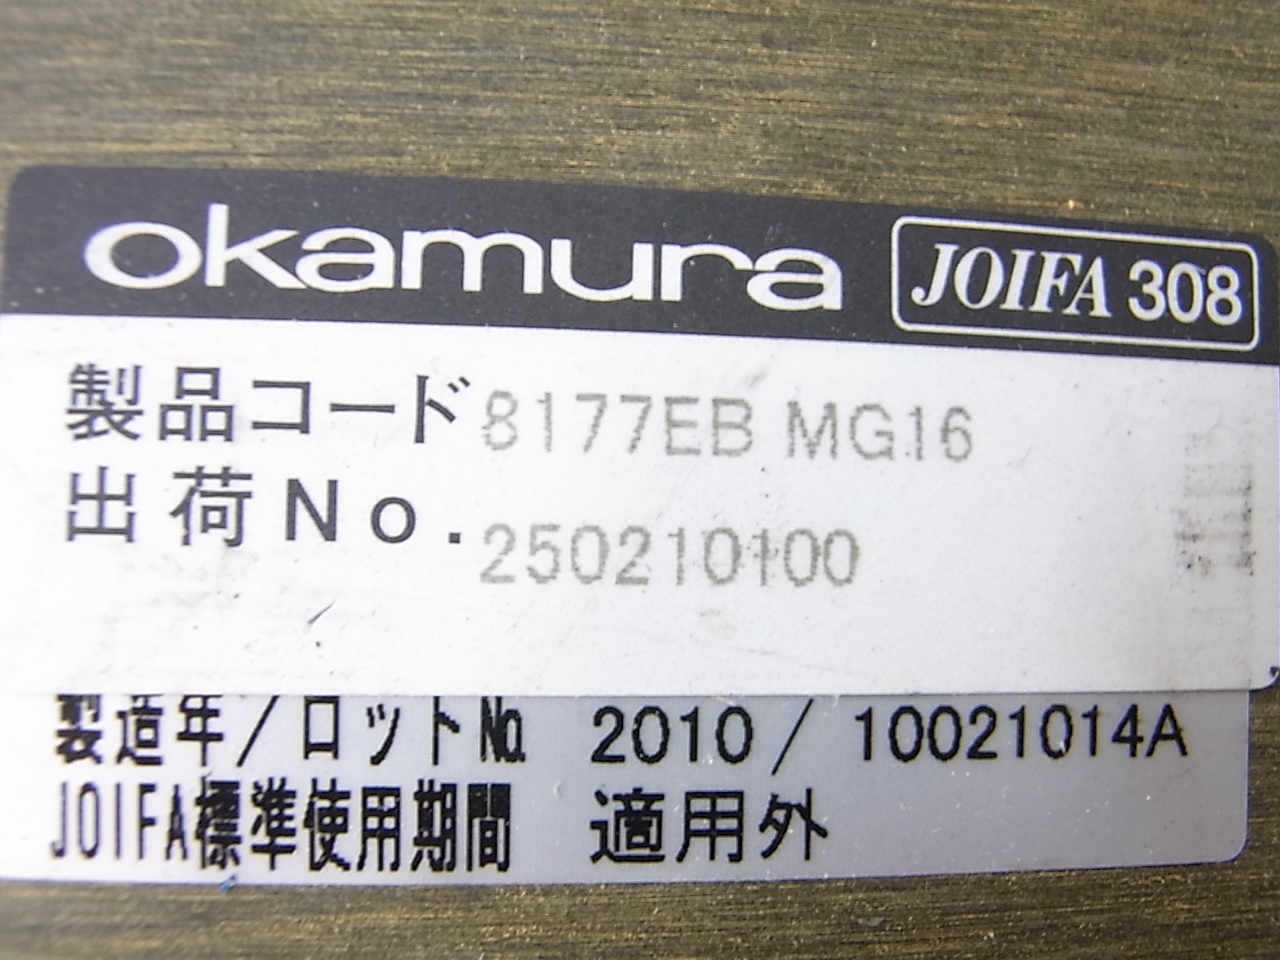 okamura JOIFA 308
製品コード 8177EB MG16
出荷No. 250210100
製造年/ロットNo. 2010 / 10021014A
JOIFA標準使用期間 適用外